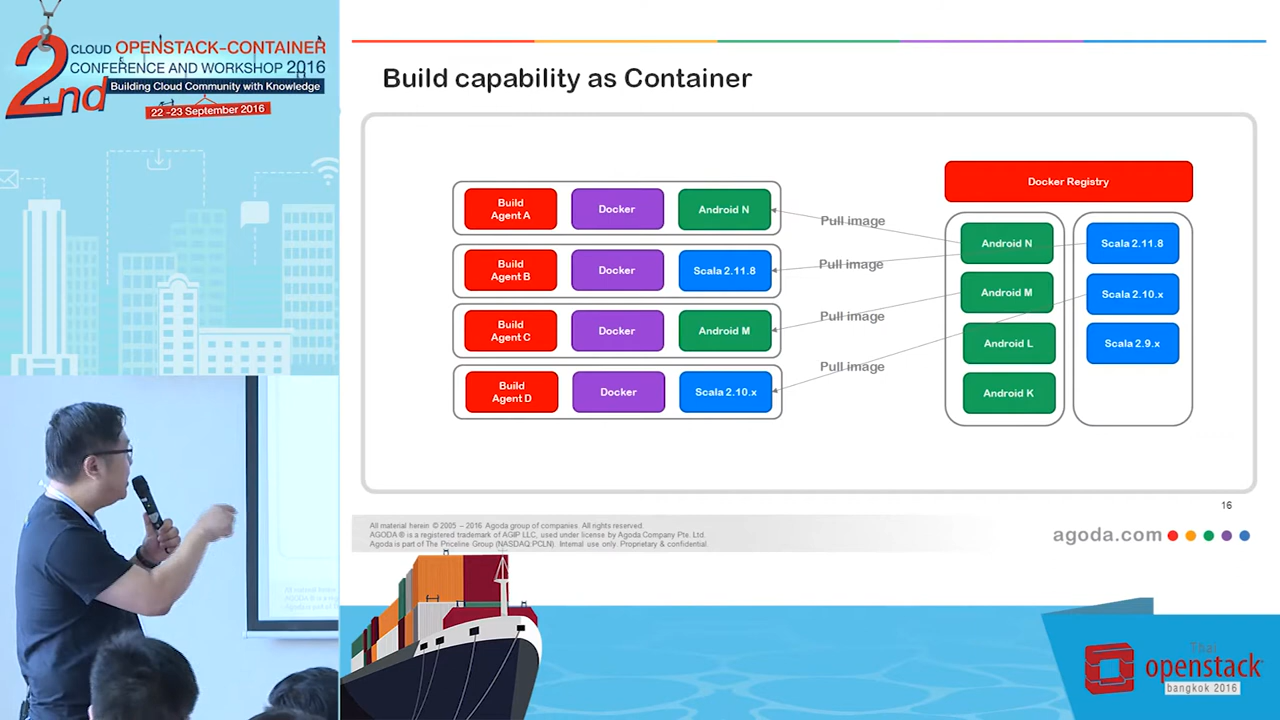 2nd
CLOUD OPENSTACK-CONTAINER
CONFERENCE AND WORKSHOP 2016
Building Cloud Community with Knowledge
22 -23 September 2016
Build capability as Container
Docker Registry
Build
Agent A
Docker
Android N
Pull image
Build
Agent B
Docker
Scala 2.11.8
Pull image
Build
Agent C
Docker
Android M
Pull image
Build
Agent D
Docker
Scala 2.10.x
Pull image
Android N
Android M
Android L
Android K
Scala 2.11.8
Scala 2.10.x
Scala 2.9.x
16
All material herein © 2005 – 2016 Agoda group of companies. All rights reserved.
AGODA ® is a registered trademark of AGIP LLC, used under license by Agoda Company Pte. Ltd.
Agoda is part of The Priceline Group (NASDAQ:PCLN) Internal use only. Proprietary & confidential.
agoda.com
Thai
openstack
bangkok 2016